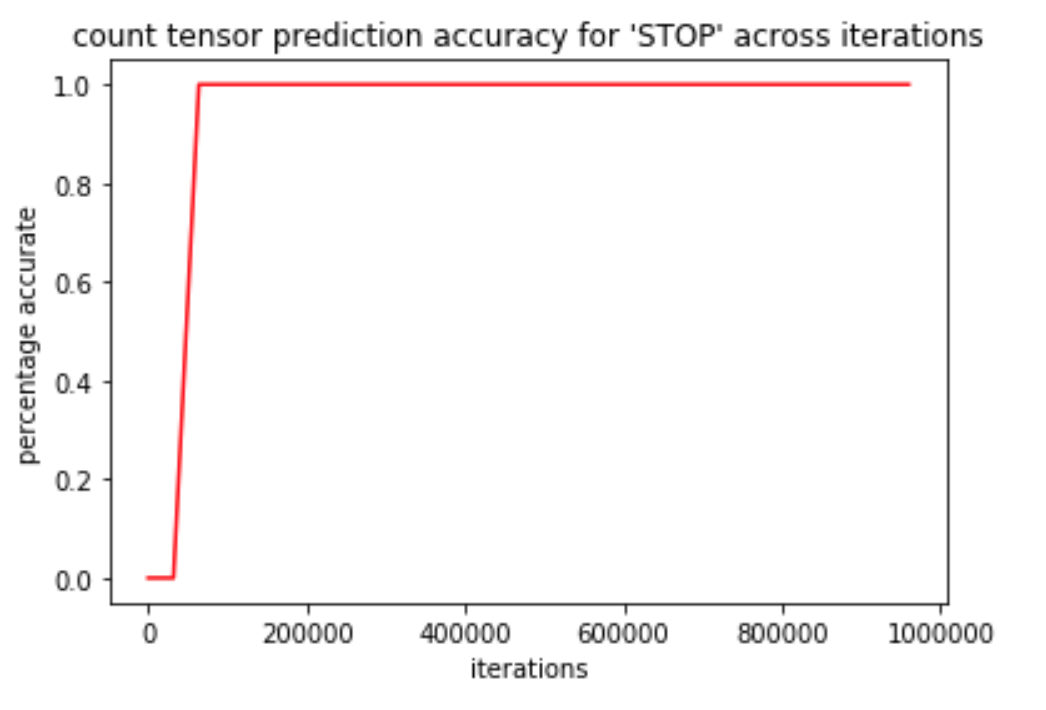 count tensor prediction accuracy for 'STOP' across iterations
1.0
0.8
0.6
0.4
0.2
0.0
percentage accurate
0 200000 400000 600000 800000 1000000
iterations